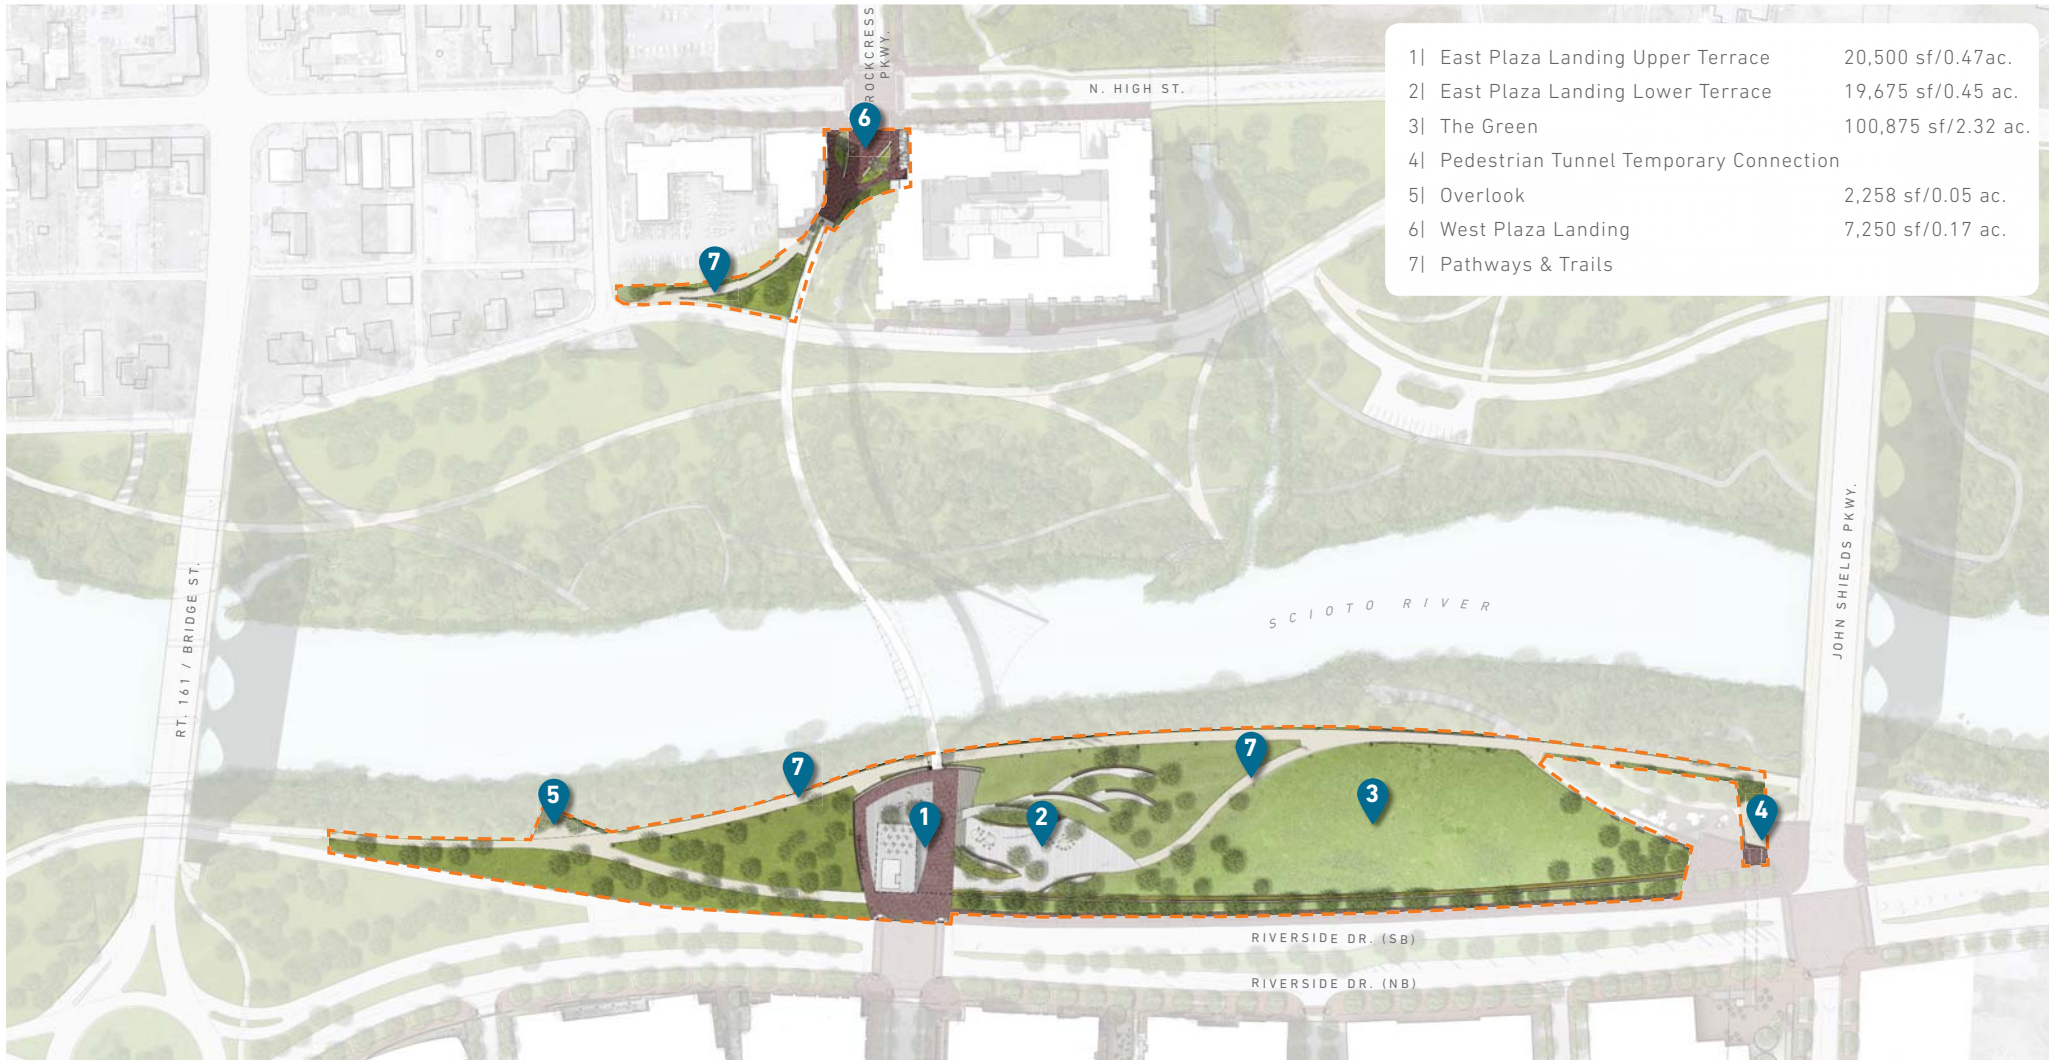 ROCKCRESS
PKWY.
N. HIGH ST.
1| East Plaza Landing Upper Terrace 20,500 sf/0.47ac.
2| East Plaza Landing Lower Terrace 19,675 sf/0.45 ac.
3| The Green 100,875 sf/2.32 ac.
4| Pedestrian Tunnel Temporary Connection
5| Overlook 2,258 sf/0.05 ac.
6| West Plaza Landing 7,250 sf/0.17 ac.
7| Pathways & Trails
6
7
RT. 161 / BRIDGE ST.
SCIOTO RIVER
JOHN SHIELDS PKWY.
7
7
5
1
2
3
4
RIVERSIDE DR. (SB)
RIVERSIDE DR. (NB)